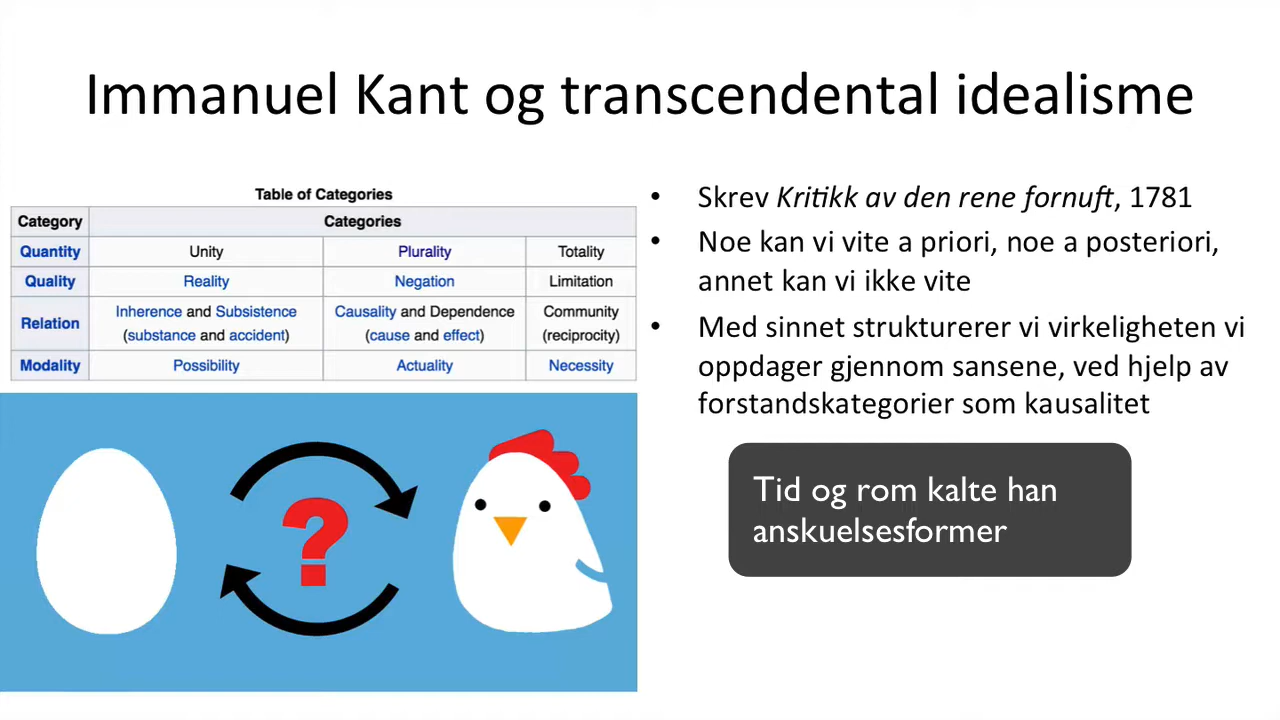 Immanuel Kant og transcendental idealisme
Table of Categories
Category Categories
Quantity Unity Plurality Totality
Quality Reality Negation Limitation
Relation Inherence and Subsistence (substance and accident) Causality and Dependence (cause and effect) Community (reciprocity)
Modality Possibility Actuality Necessity
?
• Skrev Kritikk av den rene fornuft, 1781
• Noe kan vi vite a priori, noe a posteriori,
annet kan vi ikke vite
• Med sinnet strukturerer vi virkeligheten vi
oppdager gjennom sansene, ved hjelp av
forstandskategorier som kausalitet
Tid og rom kalte han
anskuelsesformer